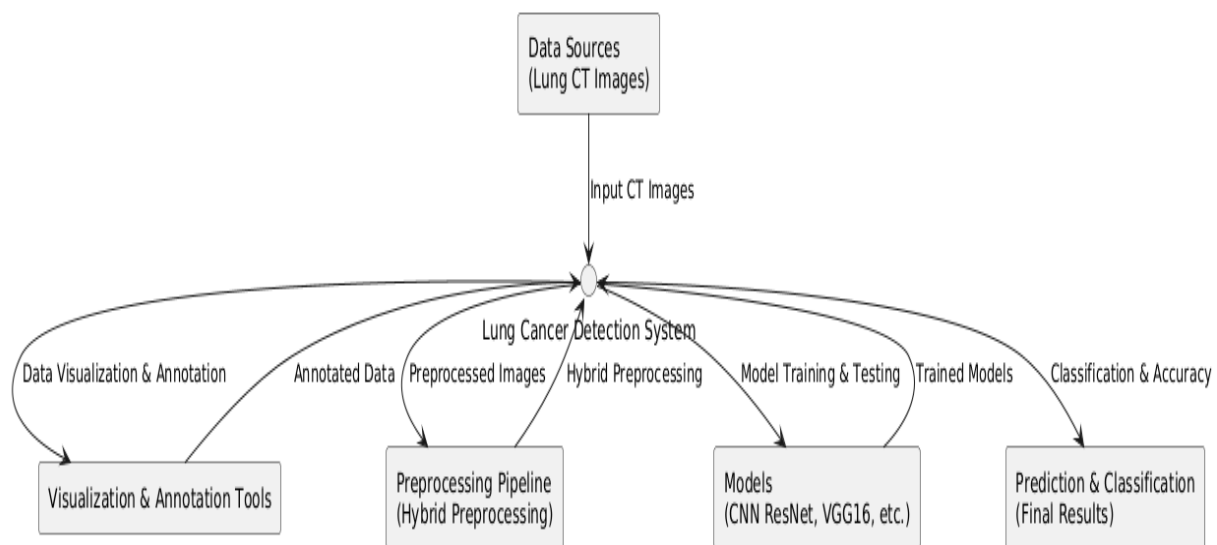 Data Sources
(Lung CT Images)
Input CT Images
Lung Cancer Detection System
Data Visualization & Annotation
Annotated Data
Preprocessed Images
Hybrid Preprocessing
Model Training & Testing
Trained Models
Classification & Accuracy
Visualization & Annotation Tools
Preprocessing Pipeline
(Hybrid Preprocessing)
Models
(CNN ResNet, VGG16, etc.)
Prediction & Classification
(Final Results)